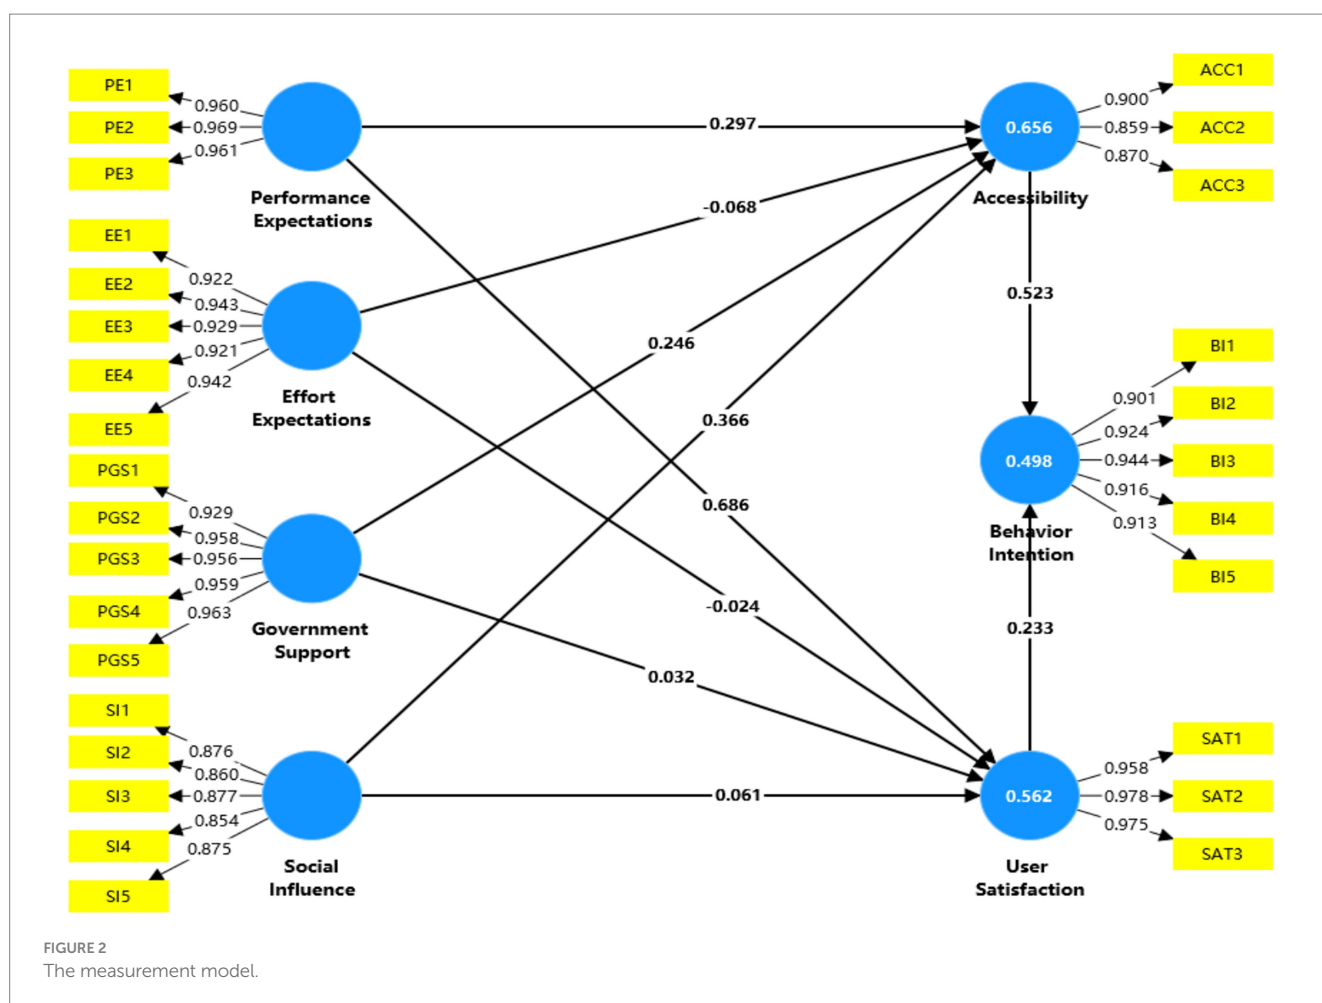 PE1
0.960
PE2
0.969
PE3
0.961
Performance
Expectations
EE1
0.922
EE2
0.943
EE3
0.929
EE4
0.921
EE5
0.942
Effort
Expectations
PGS1
0.929
PGS2
0.958
PGS3
0.956
PGS4
0.959
PGS5
0.963
Government
Support
SI1
0.876
SI2
0.860
SI3
0.877
SI4
0.854
SI5
0.875
Social
Influence
0.297
-0.068
0.246
0.366
0.686
-0.024
0.032
0.061
0.656
Accessibility
0.900
ACC1
0.859
ACC2
0.870
ACC3
0.523
0.498
Behavior
Intention
0.901
BI1
0.924
BI2
0.944
BI3
0.916
BI4
0.913
BI5
0.233
0.562
User
Satisfaction
0.958
SAT1
0.978
SAT2
0.975
SAT3
FIGURE 2
The measurement model.